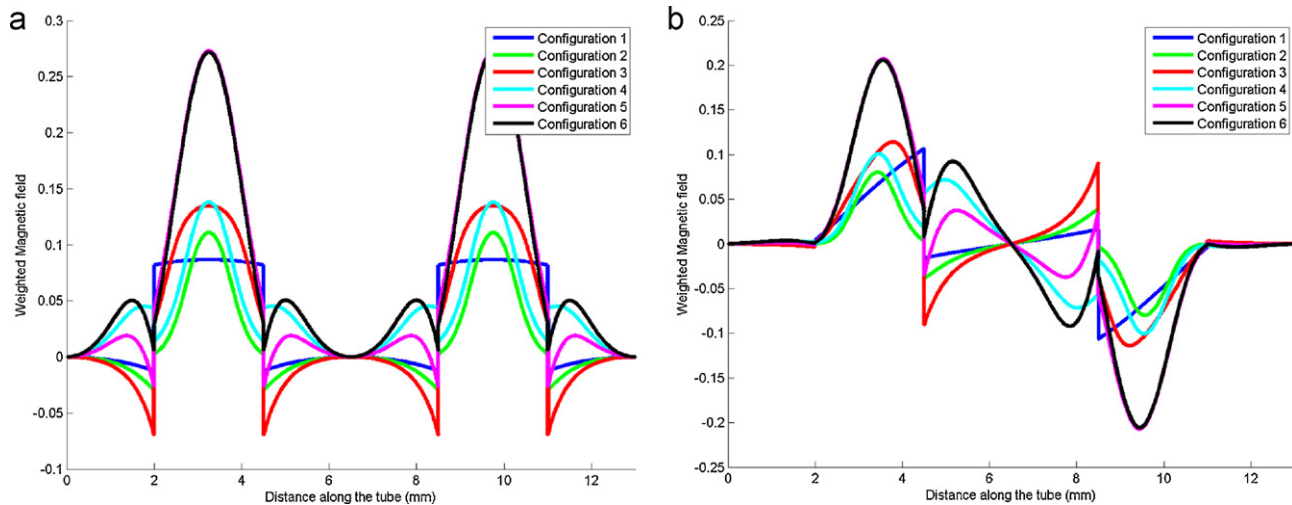 a
0.3
0.25
0.2
0.15
0.1
0.05
0
-0.05
-0.1
Weighted Magnetic field
0 2 4 6 8 10 12
Distance along the tube (mm)
Configuration 1
Configuration 2
Configuration 3
Configuration 4
Configuration 5
Configuration 6
b
0.25
0.2
0.15
0.1
0.05
0
-0.05
-0.1
-0.15
-0.2
-0.25
Weighted Magnetic field
0 2 4 6 8 10 12
Distance along the tube (mm)
Configuration 1
Configuration 2
Configuration 3
Configuration 4
Configuration 5
Configuration 6